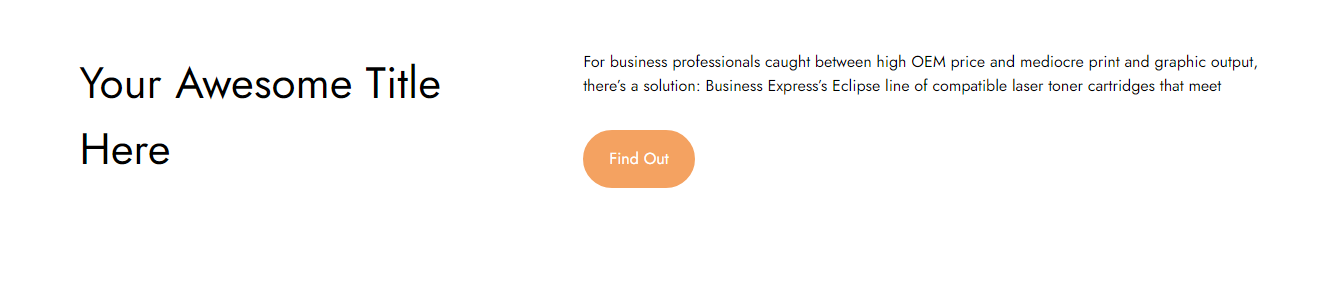 Your Awesome Title
Here
For business professionals caught between high OEM price and mediocre print and graphic output,
there's a solution: Business Express's Eclipse line of compatible laser toner cartridges that meet
Find Out